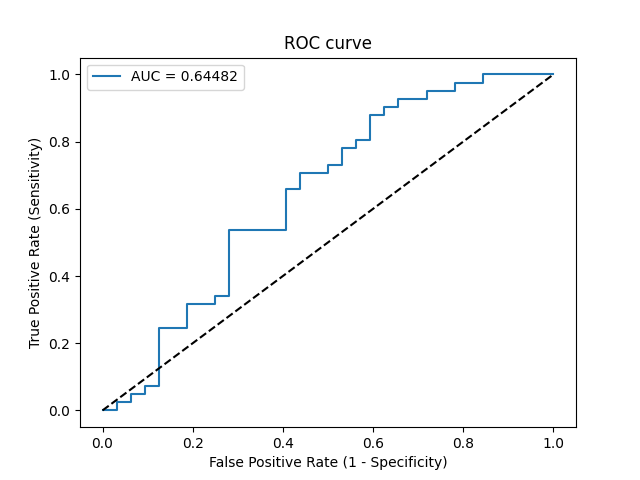 ROC curve
AUC = 0.64482
True Positive Rate (Sensitivity)
1.0
0.8
0.6
0.4
0.2
0.0
0.0 0.2 0.4 0.6 0.8 1.0
False Positive Rate (1 - Specificity)